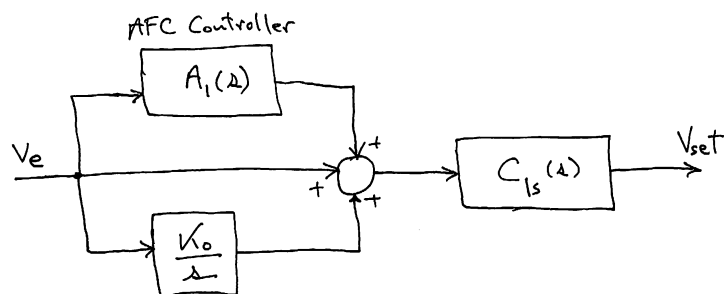 AFC Controller
A₁(s)
+
Ve
+
+
C₁s(s)
Vset
K₀
s